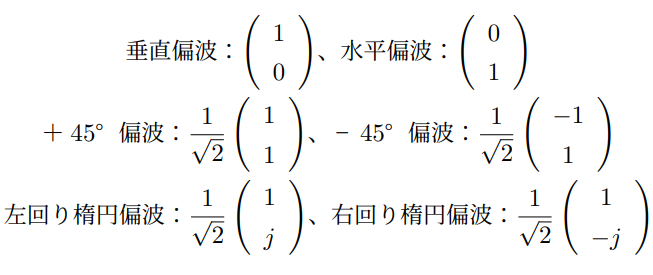 垂直偏波：\begin{pmatrix} 1 \\ 0 \end{pmatrix}、水平偏波：\begin{pmatrix} 0 \\ 1 \end{pmatrix}
＋45° 偏波：\frac{1}{\sqrt{2}} \begin{pmatrix} 1 \\ 1 \end{pmatrix}、− 45° 偏波：\frac{1}{\sqrt{2}} \begin{pmatrix} -1 \\ 1 \end{pmatrix}
左回り楕円偏波：\frac{1}{\sqrt{2}} \begin{pmatrix} 1 \\ j \end{pmatrix}、右回り楕円偏波：\frac{1}{\sqrt{2}} \begin{pmatrix} 1 \\ -j \end{pmatrix}